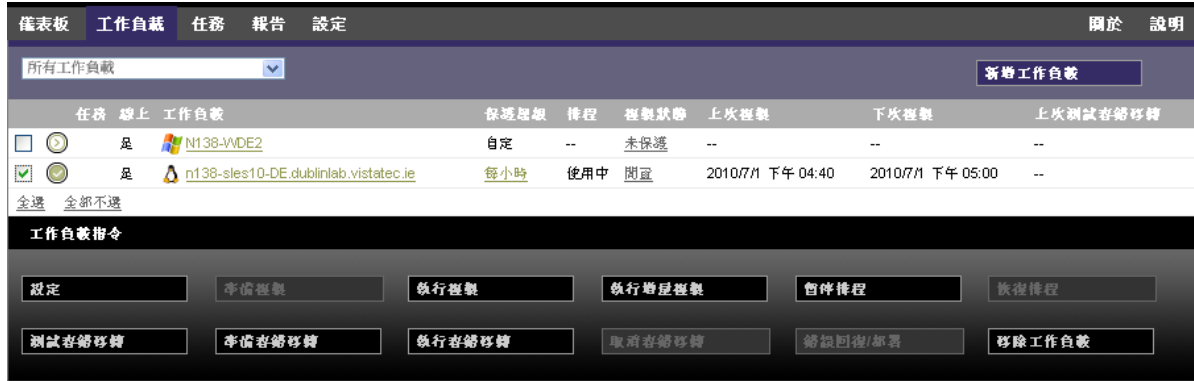 儀表板 工作負載 任務 報告 設定 關於 說明
所有工作負載 新增工作負載
任務 線上 工作負載 保護層級 排程 複製狀態 上次複製 下次複製 上次測試容錯移轉
是 N138-WDE2 自定 -- 未保護 -- -- --
是 n138-sles10-DE.dublinlab.vistatec.ie 每小時 使用中 閒置 2010/7/1 下午 04:40 2010/7/1 下午 05:00 --
全選 全部不選
工作負載指令
設定 準備複製 執行複製 執行增量複製 暫停排程 恢復排程
測試容錯移轉 準備容錯移轉 執行容錯移轉 取消容錯移轉 錯誤回復/部署 移除工作負載